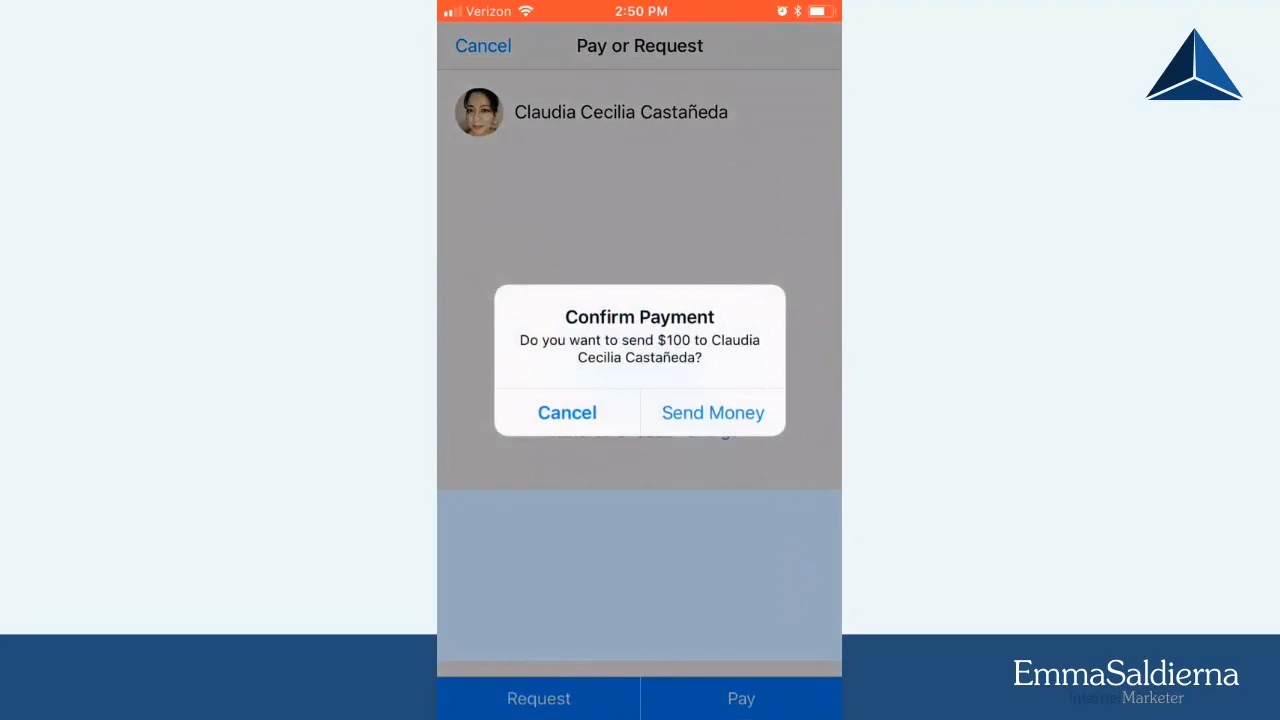 Verizon 2:50 PM
Cancel Pay or Request
Claudia Cecilia Castañeda
Confirm Payment
Do you want to send $100 to Claudia
Cecilia Castañeda?
Cancel Send Money
Request Pay
EmmaSaldierna
Marketer